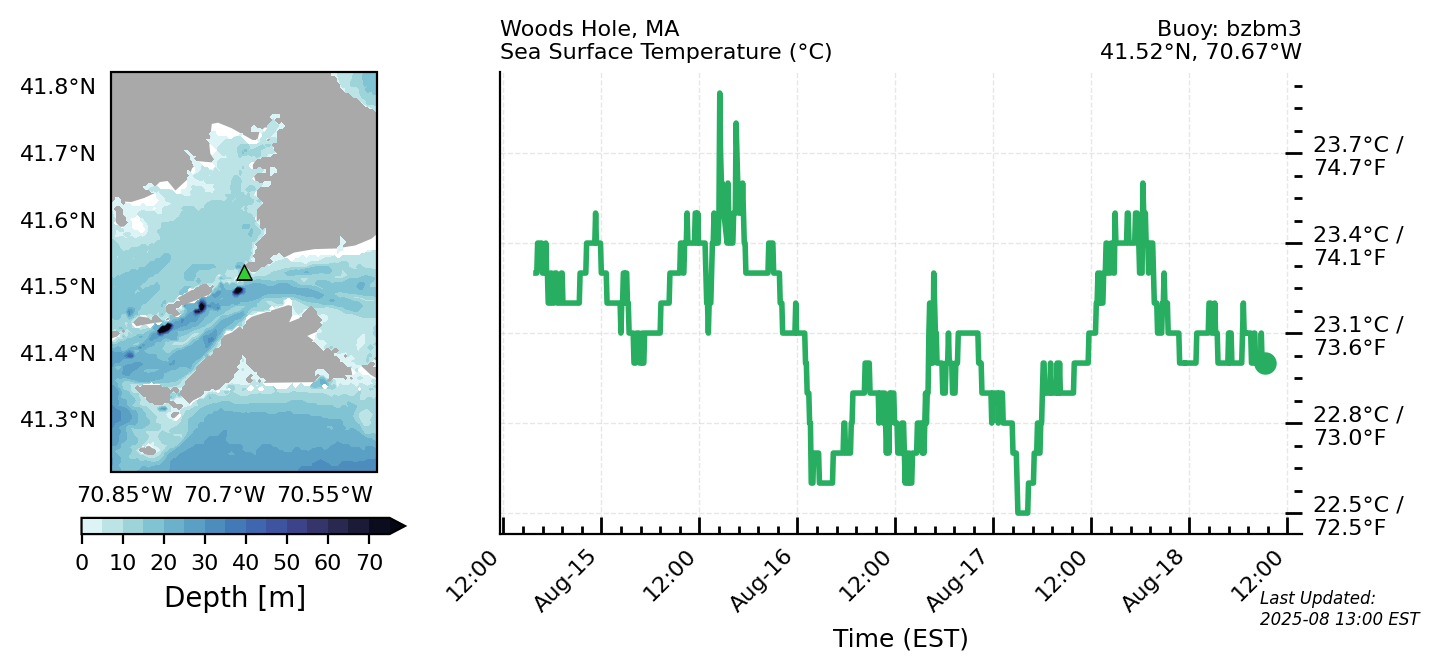 Woods Hole, MA
Sea Surface Temperature (°C)
Buoy: bzbm3
41.52°N, 70.67°W
41.8°N
41.7°N
41.6°N
41.5°N
41.4°N
41.3°N
70.85°W 70.7°W 70.55°W
0 10 20 30 40 50 60 70
Depth [m]
23.7°C /
74.7°F
23.4°C /
74.1°F
23.1°C /
73.6°F
22.8°C /
73.0°F
22.5°C /
72.5°F
12:00
Aug-15
12:00
Aug-16
12:00
Aug-17
12:00
Aug-18
12:00
Time (EST)
Last Updated:
2025-08 13:00 EST